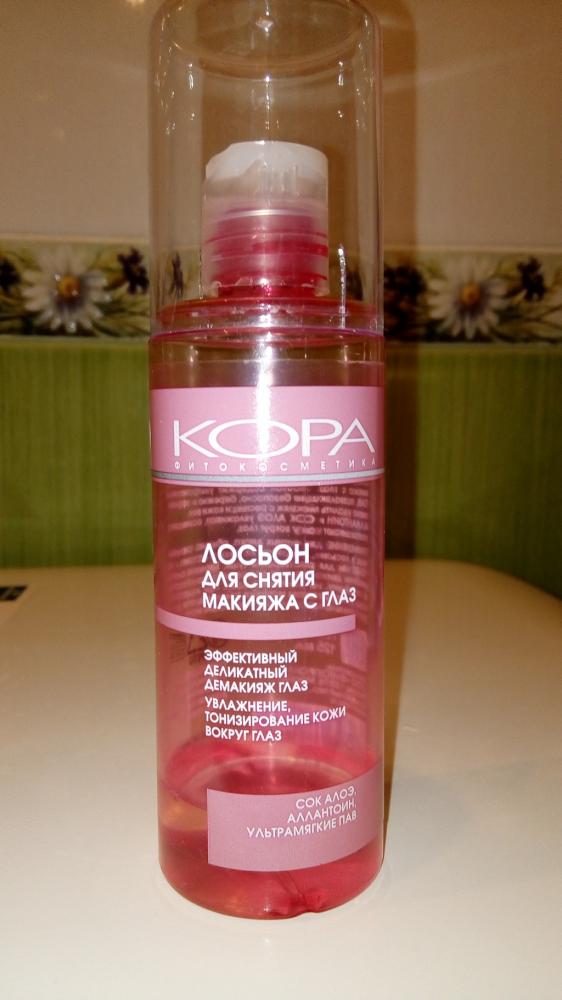 КОРА
ФИТОКОСМЕТИКА
ЛОСЬОН
ДЛЯ СНЯТИЯ
МАКИЯЖА С ГЛАЗ
ЭФФЕКТИВНЫЙ
ДЕЛИКАТНЫЙ
ДЕМАКИЯЖ ГЛАЗ
УВЛАЖНЕНИЕ,
ТОНИЗИРОВАНИЕ КОЖИ
ВОКРУГ ГЛАЗ
СОК АЛОЭ,
АЛЛАНТОИН,
УЛЬТРАМЯГКИЕ ПАВ